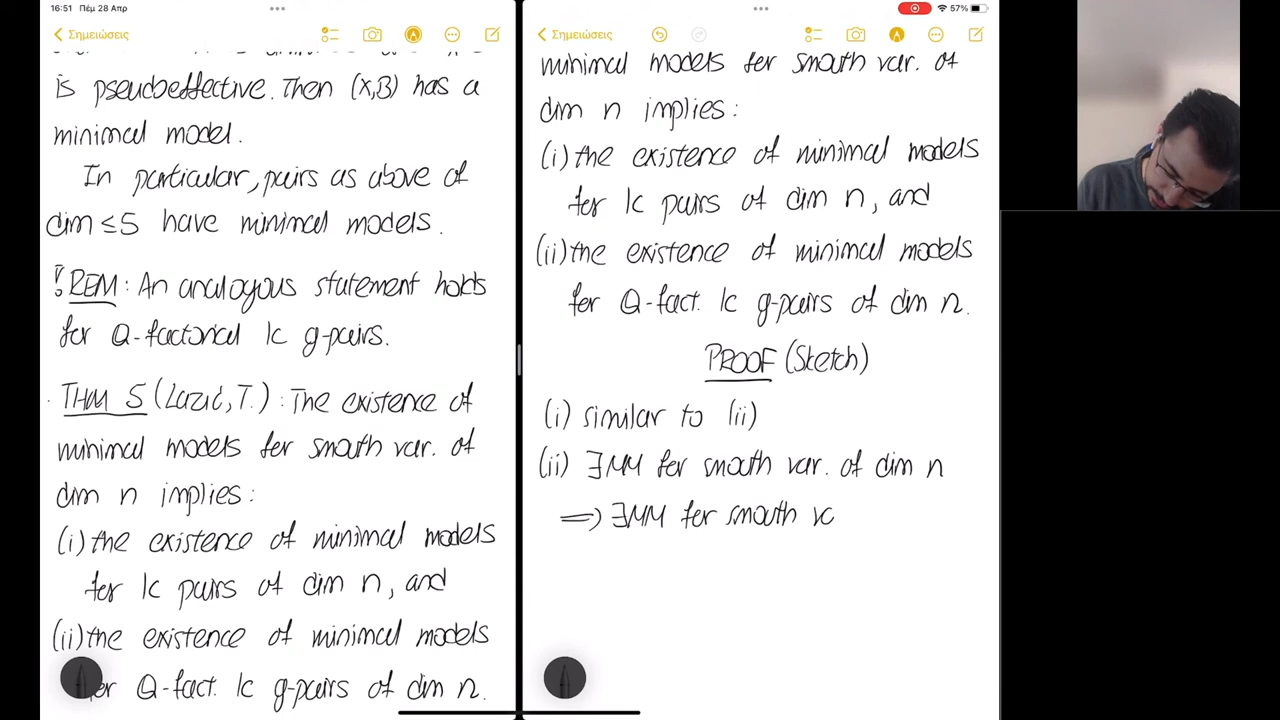 16:51 Πέμ 28 Απρ
57%
Σημειώσεις
is pseudoeffective. Then (X,B) has a
minimal model.
In particular, pairs as above of
dim ≤5 have minimal models.
REM: An analogous statement holds
for Q-factorial lc g-pairs.
THM 5 (Lazić, T.): The existence of
minimal models for smooth var. of
dim n implies:
(i) the existence of minimal models
for lc pairs of dim n, and
(ii) the existence of minimal models
for Q-fact. lc g-pairs of dim n.
Σημειώσεις
minimal models for smooth var. of
dim n implies:
(i) the existence of minimal models
for lc pairs of dim n, and
(ii) the existence of minimal models
for Q-fact. lc g-pairs of dim n.
PROOF (Sketch)
(i) similar to (ii)
(ii) ∃MM for smooth var. of dim n
⟹ ∃MM for smooth va